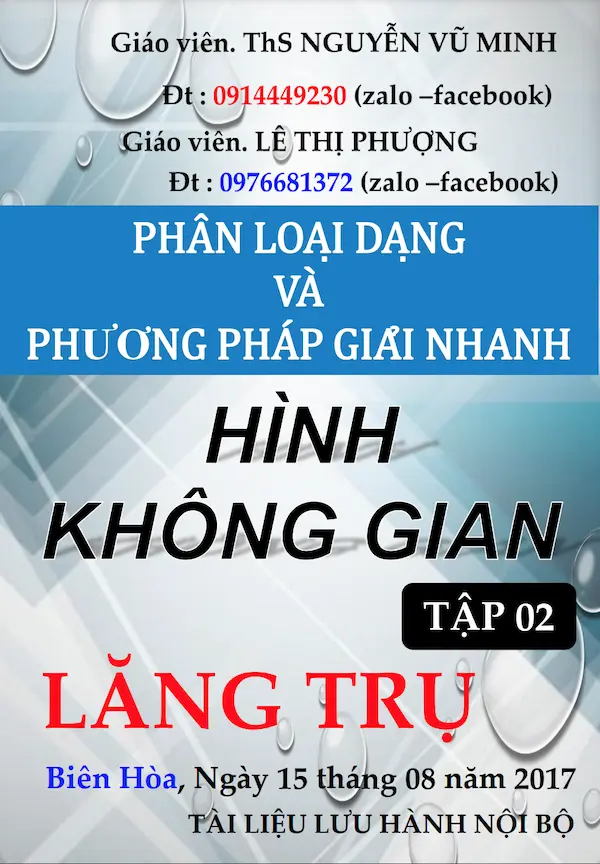 Giáo viên. ThS NGUYỄN VŨ MINH
Đt : 0914449230 (zalo –facebook)
Giáo viên. LÊ THỊ PHƯỢNG
Đt : 0976681372 (zalo –facebook)
PHÂN LOẠI DẠNG
VÀ
PHƯƠNG PHÁP GIẢI NHANH
HÌNH
KHÔNG GIAN
TẬP 02
LĂNG TRỤ
Biên Hòa, Ngày 15 tháng 08 năm 2017
TÀI LIỆU LƯU HÀNH NỘI BỘ